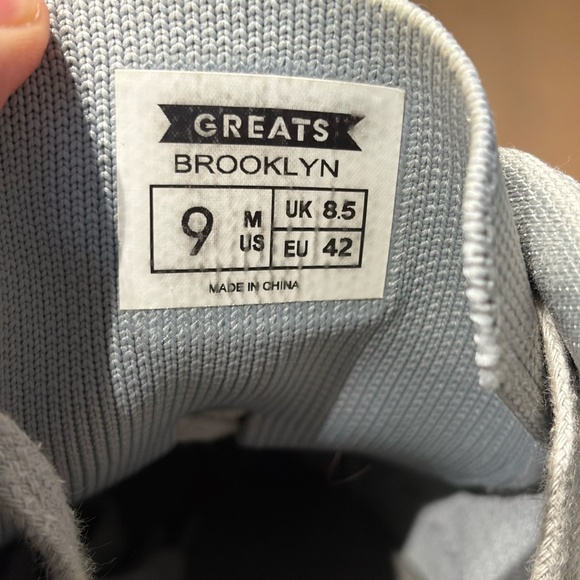 GREATS
BROOKLYN
9 M US UK 8.5
EU 42
MADE IN CHINA